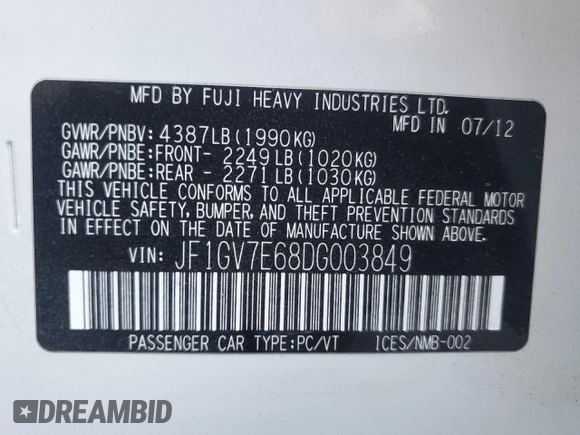 MFD BY FUJI HEAVY INDUSTRIES LTD.
MFD IN 07/12
GVWR/PNBV: 4387LB (1990KG)
GAWR/PNBE:FRONT- 2249LB (1020KG)
GAWR/PNBE:REAR - 2271LB (1030KG)
THIS VEHICLE CONFORMS TO ALL APPLICABLE FEDERAL MOTOR
VEHICLE SAFETY, BUMPER, AND THEFT PREVENTION STANDARDS
IN EFFECT ON THE DATE OF MANUFACTURE SHOWN ABOVE.
VIN: JF1GV7E68DG003849
PASSENGER CAR TYPE:PC/VT ICES/NMB-002
DREAMBID